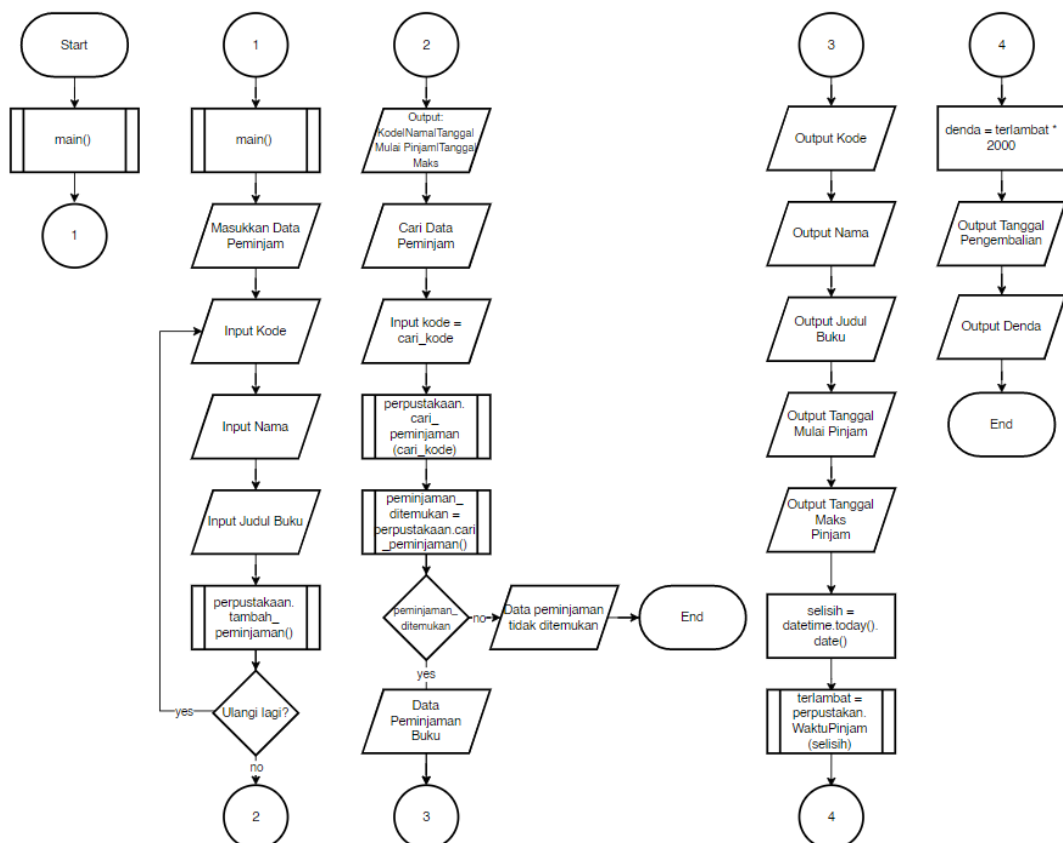 Start
main()
1
1
main()
Masukkan Data
Peminjam
Input Kode
Input Nama
Input Judul Buku
perpustakaan.
tambah_
peminjaman()
Ulangi lagi?
yes
no
2
2
Output:
Kode|Nama|Tanggal
Mulai Pinjam|Tanggal
Maks
Cari Data
Peminjam
Input kode =
cari_kode
perpustakaan.
cari_
peminjaman
(cari_kode)
peminjaman_
ditemukan =
perpustakaan.cari
_peminjaman()
peminjaman_
ditemukan
no
Data peminjaman
tidak ditemukan
End
yes
Data
Peminjaman
Buku
3
3
Output Kode
Output Nama
Output Judul
Buku
Output Tanggal
Mulai Pinjam
Output Tanggal
Maks
Pinjam
selisih =
datetime.today().
date()
terlambat =
perpustakan.
WaktuPinjam
(selisih)
4
4
denda = terlambat *
2000
Output Tanggal
Pengembalian
Output Denda
End